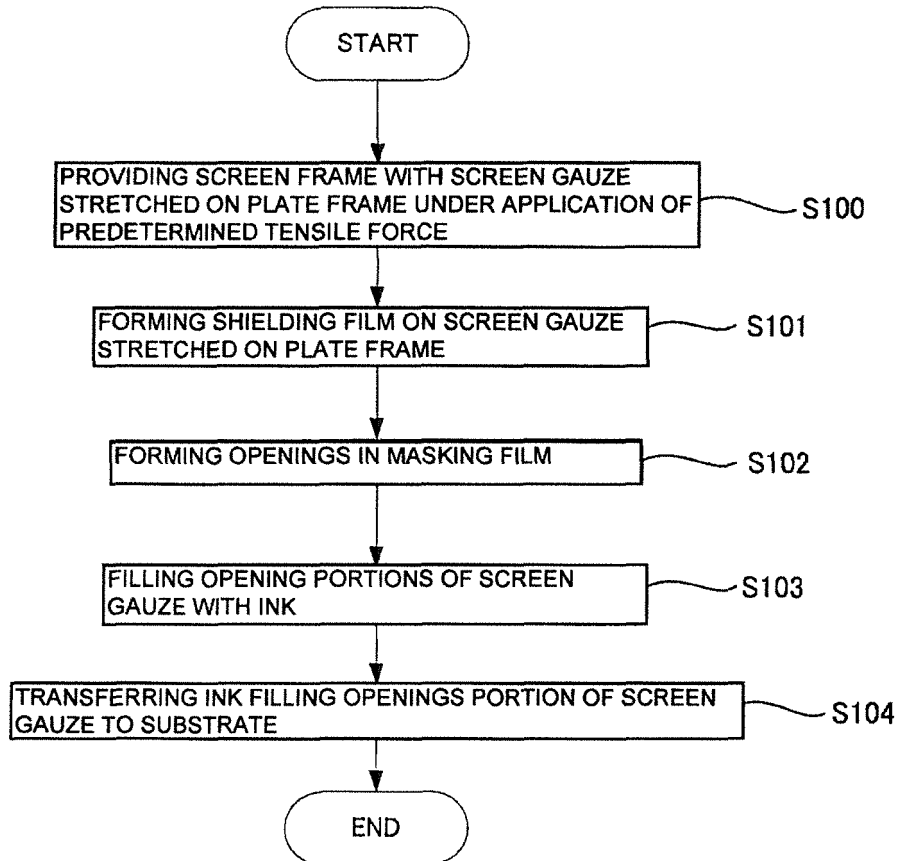 START
PROVIDING SCREEN FRAME WITH SCREEN GAUZE
STRETCHED ON PLATE FRAME UNDER APPLICATION OF
PREDETERMINED TENSILE FORCE
S100
FORMING SHIELDING FILM ON SCREEN GAUZE
STRETCHED ON PLATE FRAME
S101
FORMING OPENINGS IN MASKING FILM
S102
FILLING OPENING PORTIONS OF SCREEN
GAUZE WITH INK
S103
TRANSFERRING INK FILLING OPENINGS PORTION OF SCREEN
GAUZE TO SUBSTRATE
S104
END